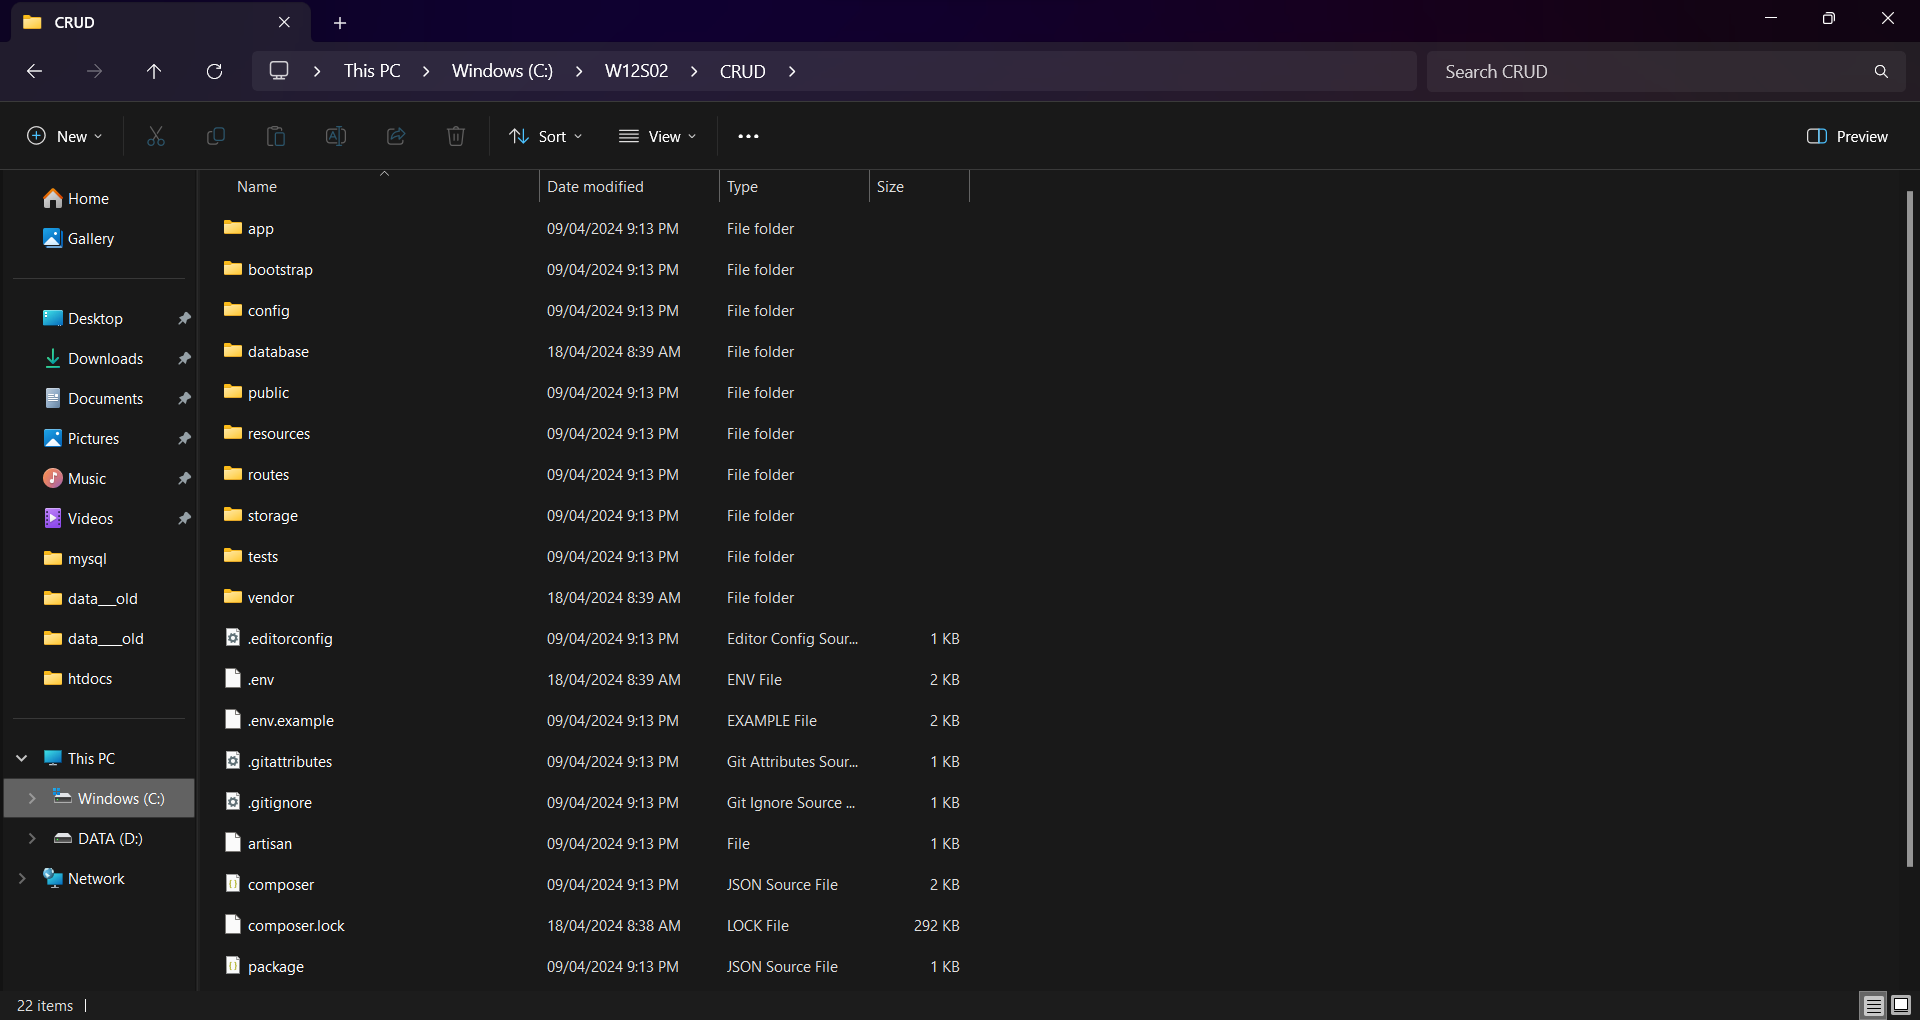 CRUD
This PC > Windows (C:) > W12S02 > CRUD >
Search CRUD
New
Sort
View
Preview
Home
Gallery
Desktop
Downloads
Documents
Pictures
Music
Videos
mysql
data__old
data___old
htdocs
This PC
Windows (C:)
DATA (D:)
Network
Name Date modified Type Size
app 09/04/2024 9:13 PM File folder
bootstrap 09/04/2024 9:13 PM File folder
config 09/04/2024 9:13 PM File folder
database 18/04/2024 8:39 AM File folder
public 09/04/2024 9:13 PM File folder
resources 09/04/2024 9:13 PM File folder
routes 09/04/2024 9:13 PM File folder
storage 09/04/2024 9:13 PM File folder
tests 09/04/2024 9:13 PM File folder
vendor 18/04/2024 8:39 AM File folder
.editorconfig 09/04/2024 9:13 PM Editor Config Sour... 1 KB
.env 18/04/2024 8:39 AM ENV File 2 KB
.env.example 09/04/2024 9:13 PM EXAMPLE File 2 KB
.gitattributes 09/04/2024 9:13 PM Git Attributes Sour... 1 KB
.gitignore 09/04/2024 9:13 PM Git Ignore Source ... 1 KB
artisan 09/04/2024 9:13 PM File 1 KB
composer 09/04/2024 9:13 PM JSON Source File 2 KB
composer.lock 18/04/2024 8:38 AM LOCK File 292 KB
package 09/04/2024 9:13 PM JSON Source File 1 KB
22 items